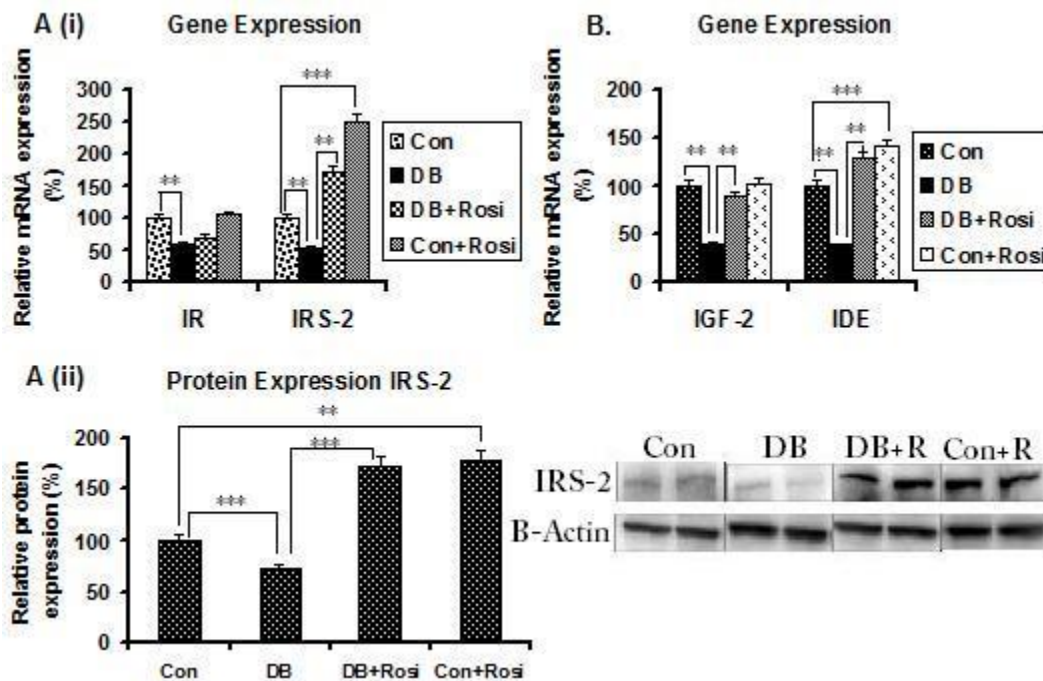 A (i) Gene Expression
Relative mRNA expression (%)
300
250
200
150
100
50
0
***
**
**
**
IR IRS-2
Con
DB
DB+Rosi
Con+Rosi
B. Gene Expression
Relative mRNA expression (%)
200
150
100
50
0
***
**
**
**
**
IGF-2 IDE
Con
DB
DB+Rosi
Con+Rosi
A (ii) Protein Expression IRS-2
Relative protein
expression (%)
200
150
100
50
0
**
***
***
Con DB DB+Rosi Con+Rosi
Con DB DB+R Con+R
IRS-2
B-Actin